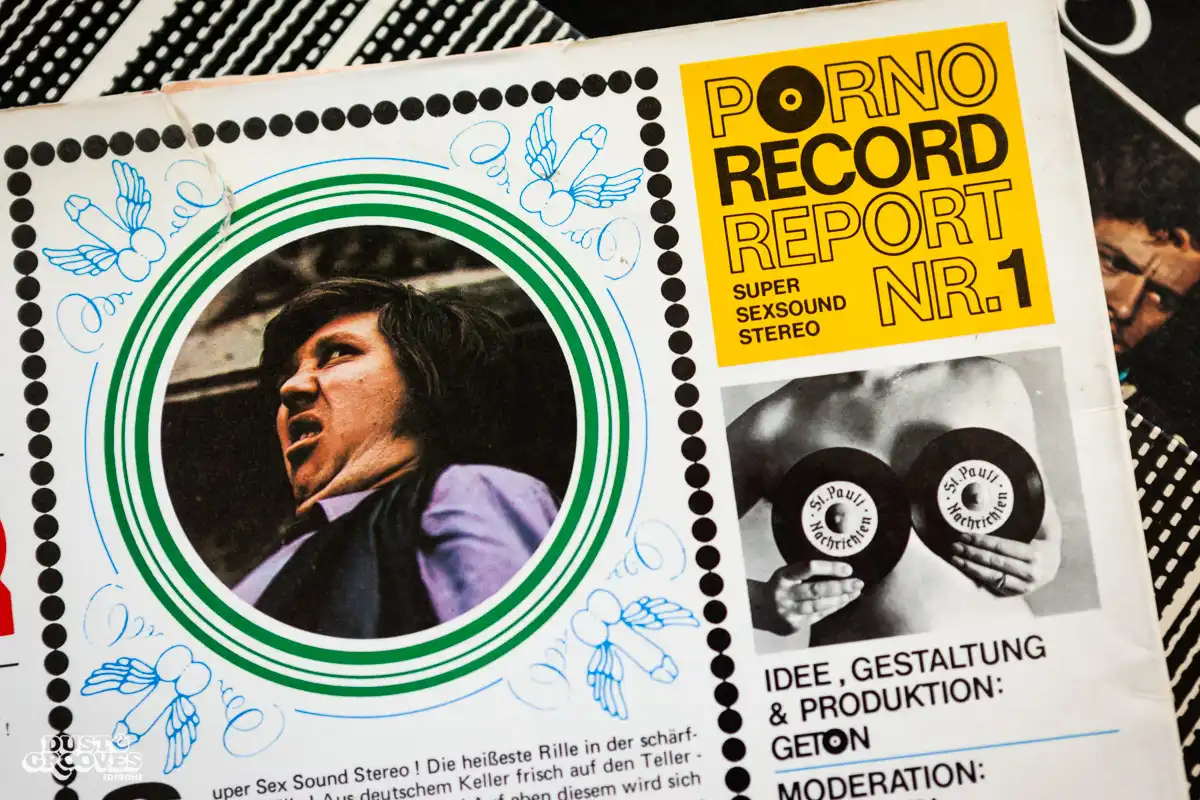 PORNO
RECORD
REPORT
NR.1
SUPER
SEXSOUND
STEREO
St. Pauli
Nachrichten
St. Pauli
Nachrichten
IDEE, GESTALTUNG
& PRODUKTION:
GETON
MODERATION:
uper Sex Sound Stereo ! Die heißeste Rille in der schärf-
! Aus deutschem Keller frisch auf den Teller -
Auf eben diesem wird sich
DUST &
GROOVES
EDITIONS